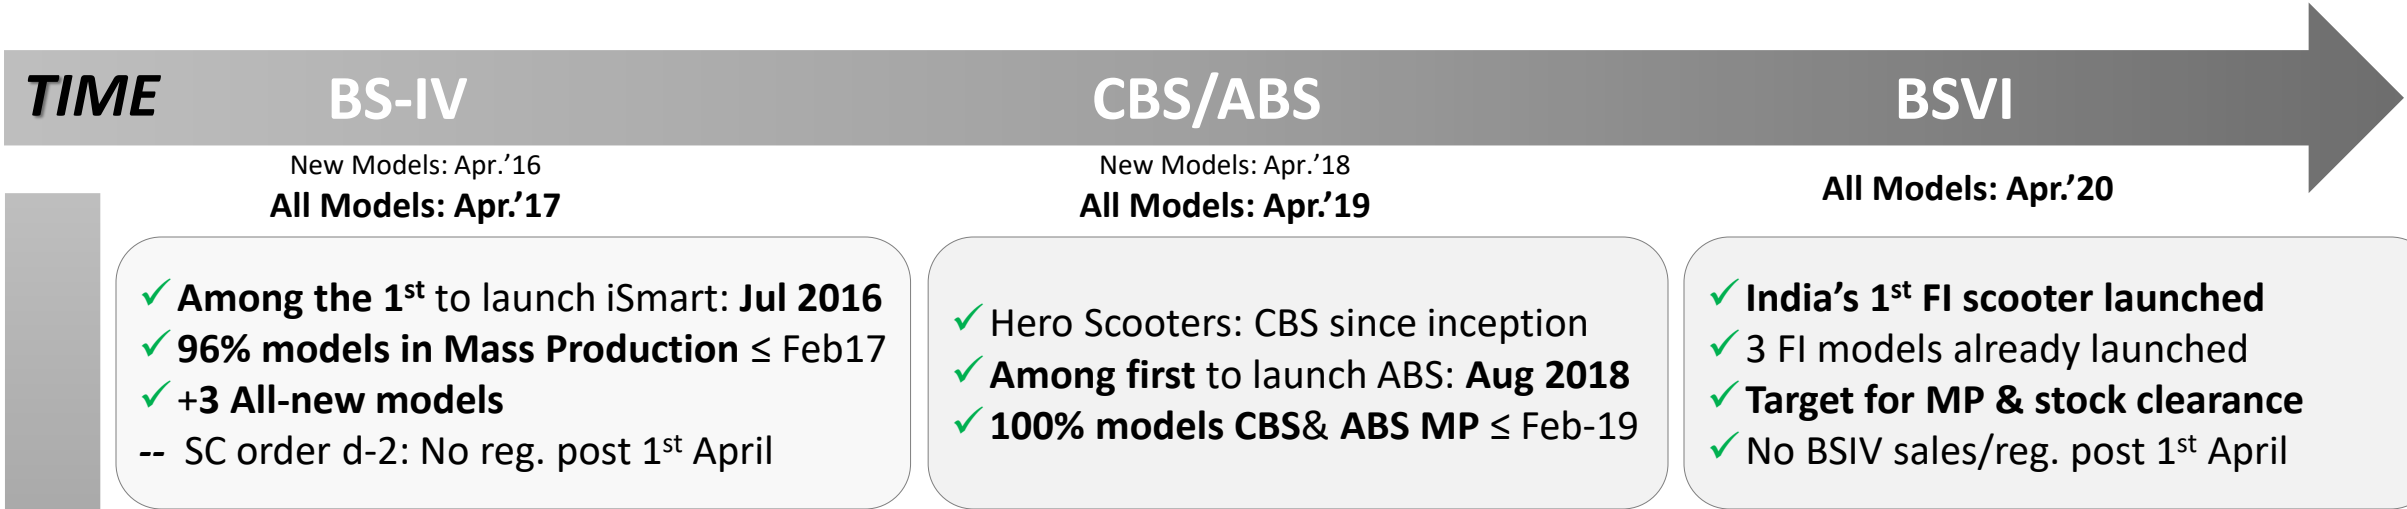 TIME
BS-IV
CBS/ABS
BSVI
New Models: Apr.’16
All Models: Apr.’17
New Models: Apr.’18
All Models: Apr.’19
All Models: Apr.’20
✓ Among the 1st to launch iSmart: Jul 2016
✓ 96% models in Mass Production ≤ Feb17
✓ +3 All-new models
-- SC order d-2: No reg. post 1st April
✓ Hero Scooters: CBS since inception
✓ Among first to launch ABS: Aug 2018
✓ 100% models CBS& ABS MP ≤ Feb-19
✓ India’s 1st FI scooter launched
✓ 3 FI models already launched
✓ Target for MP & stock clearance
✓ No BSIV sales/reg. post 1st April